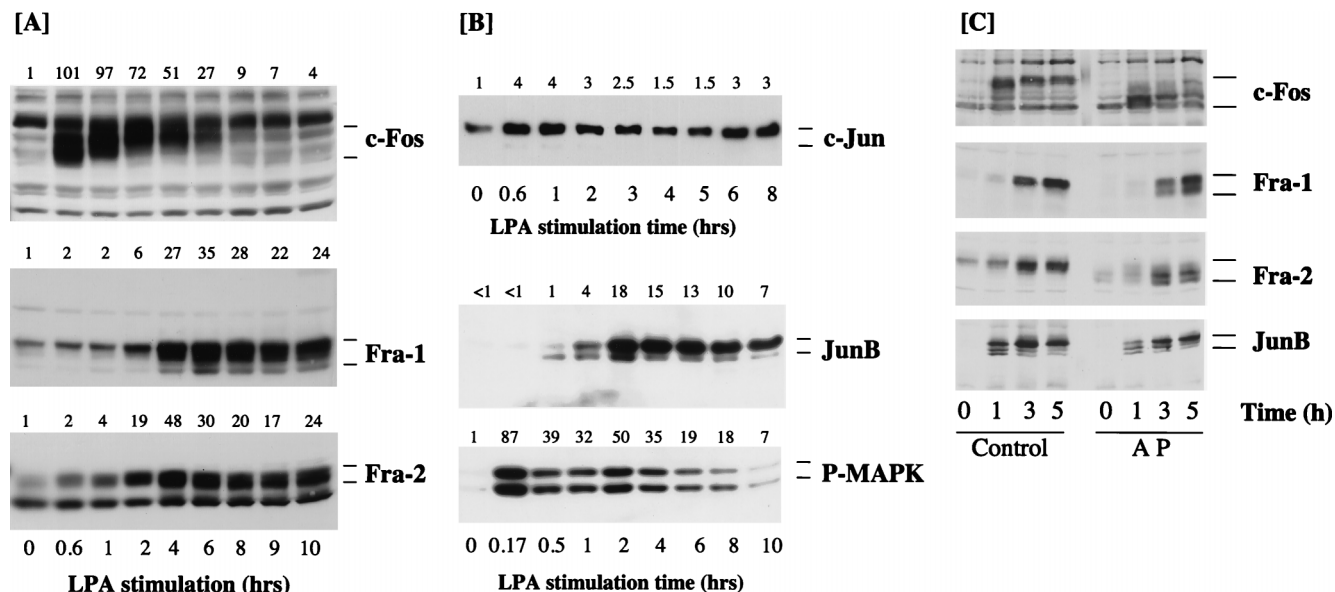 [A]
1 101 97 72 51 27 9 7 4
c-Fos
1 2 2 6 27 35 28 22 24
Fra-1
1 2 4 19 48 30 20 17 24
Fra-2
0 0.6 1 2 4 6 8 9 10
LPA stimulation (hrs)
[B]
1 4 4 3 2.5 1.5 1.5 3 3
c-Jun
0 0.6 1 2 3 4 5 6 8
LPA stimulation time (hrs)
<1 <1 1 4 18 15 13 10 7
JunB
1 87 39 32 50 35 19 18 7
P-MAPK
0 0.17 0.5 1 2 4 6 8 10
LPA stimulation time (hrs)
[C]
c-Fos
Fra-1
Fra-2
JunB
0 1 3 5 0 1 3 5 Time (h)
Control A P